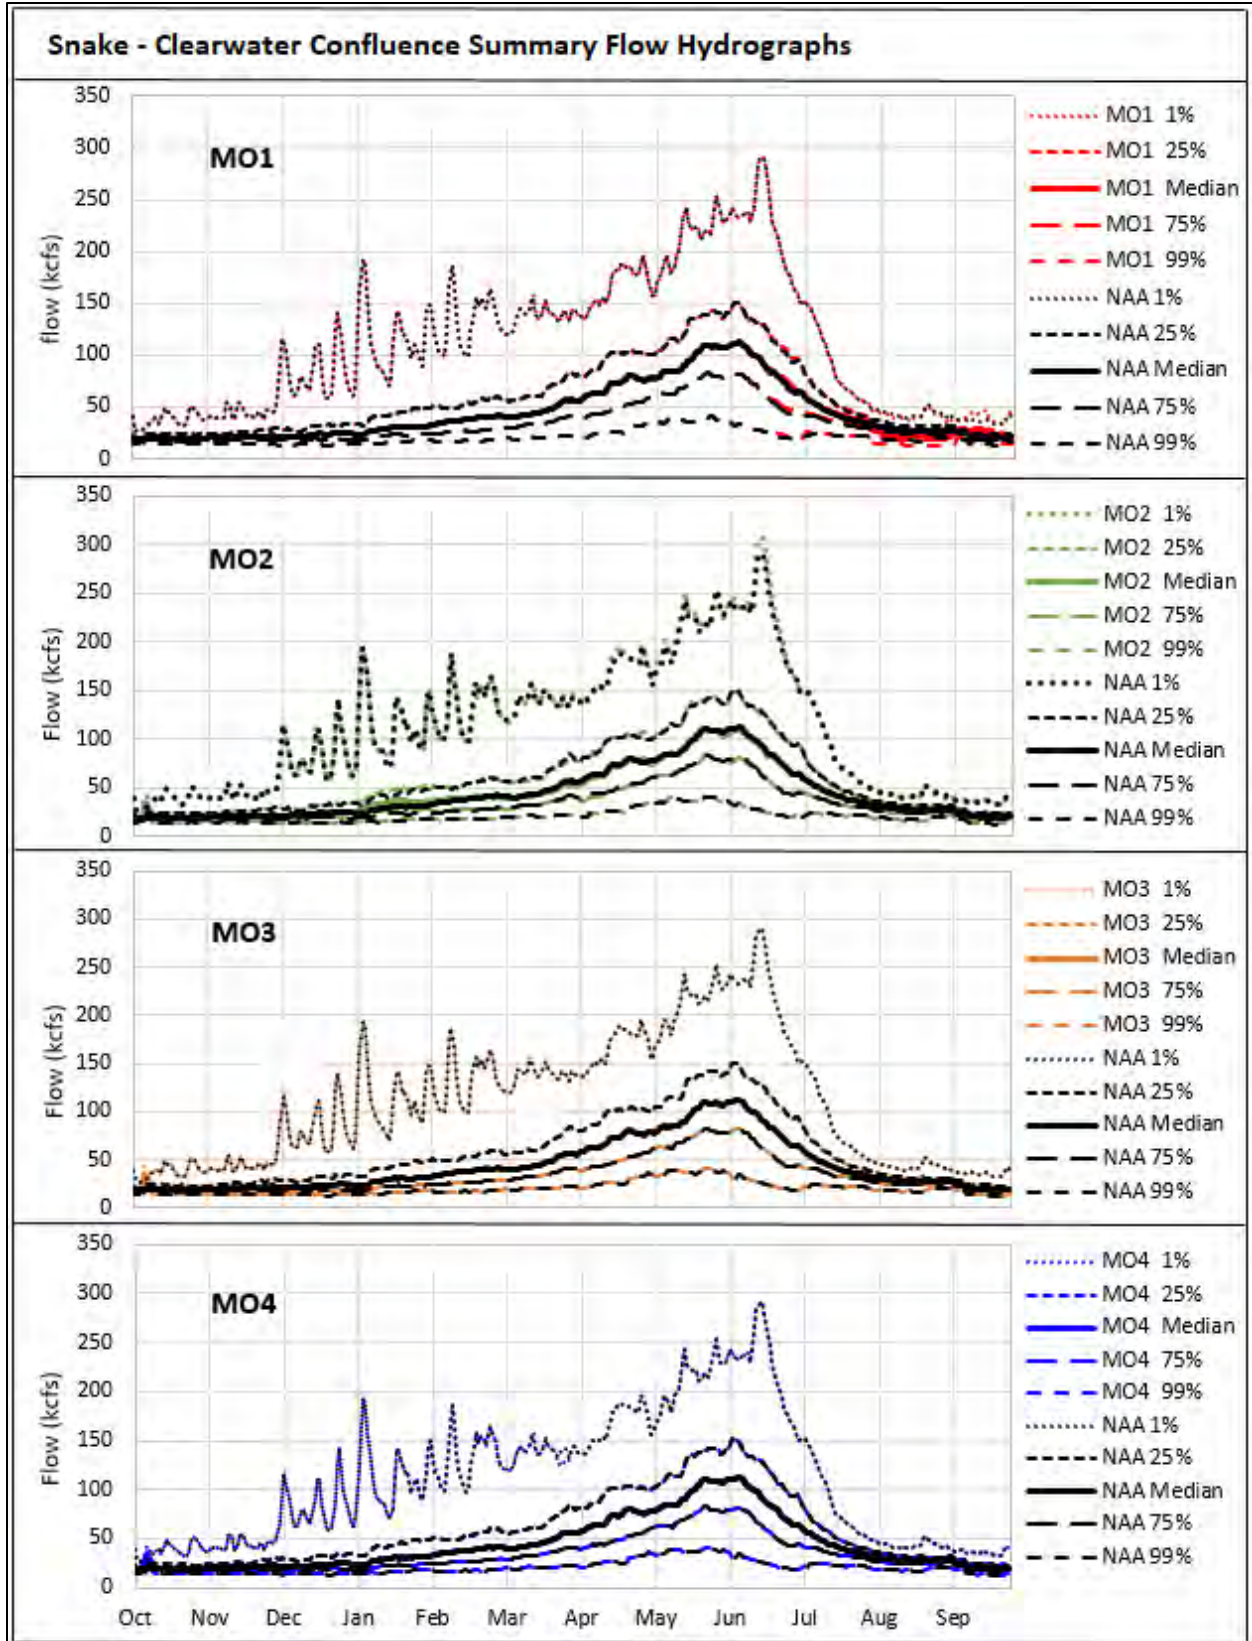 Snake - Clearwater Confluence Summary Flow Hydrographs
350
300
250
200
150
100
50
0
flow (kcfs)
MO1
MO1 1%
MO1 25%
MO1 Median
MO1 75%
MO1 99%
NAA 1%
NAA 25%
NAA Median
NAA 75%
NAA 99%
350
300
250
200
150
100
50
0
Flow (kcfs)
MO2
MO2 1%
MO2 25%
MO2 Median
MO2 75%
MO2 99%
NAA 1%
NAA 25%
NAA Median
NAA 75%
NAA 99%
350
300
250
200
150
100
50
0
Flow (kcfs)
MO3
MO3 1%
MO3 25%
MO3 Median
MO3 75%
MO3 99%
NAA 1%
NAA 25%
NAA Median
NAA 75%
NAA 99%
350
300
250
200
150
100
50
0
Flow (kcfs)
MO4
MO4 1%
MO4 25%
MO4 Median
MO4 75%
MO4 99%
NAA 1%
NAA 25%
NAA Median
NAA 75%
NAA 99%
Oct Nov Dec Jan Feb Mar Apr May Jun Jul Aug Sep